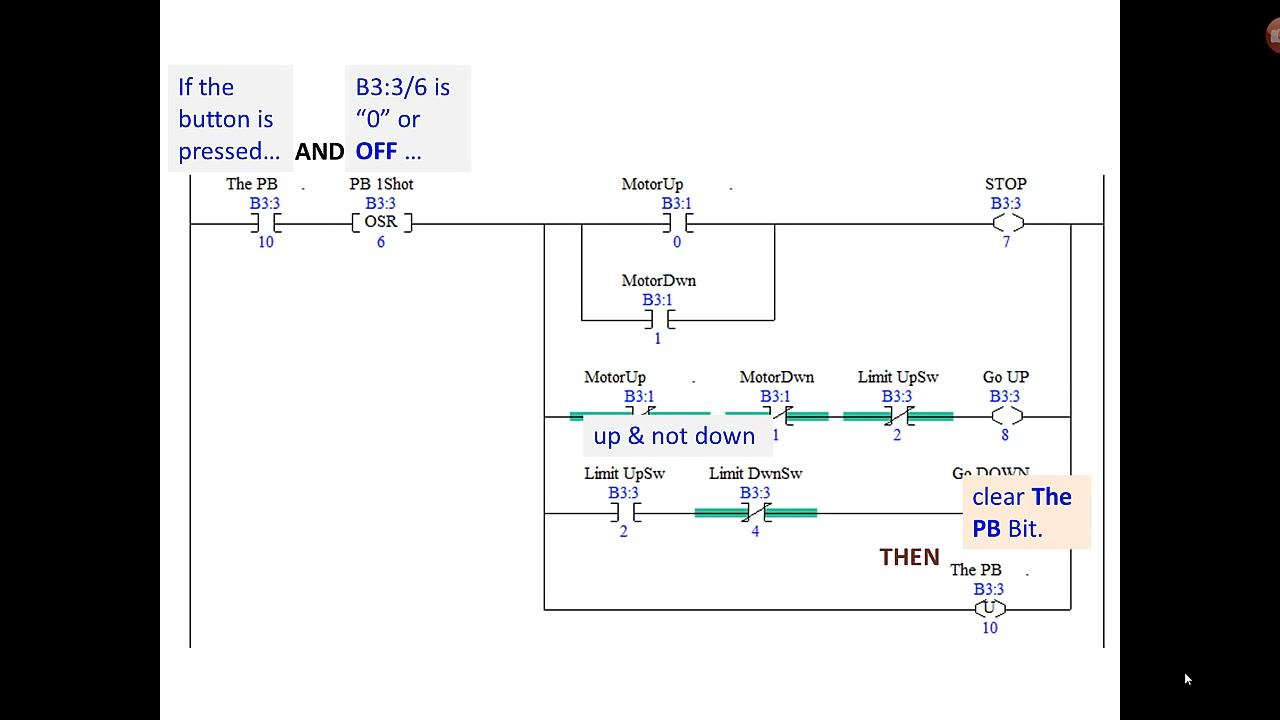 If the
button is
pressed...
AND
B3:3/6 is
“0” or
OFF ...
The PB .
B3:3
10
PB 1Shot
B3:3
OSR
6
MotorUp .
B3:1
0
STOP
B3:3
7
MotorDwn
B3:1
1
MotorUp .
B3:1
MotorDwn
B3:1
1
Limit UpSw
B3:3
2
Go UP
B3:3
8
up & not down
Limit UpSw
B3:3
2
Limit DwnSw
B3:3
4
Go DOWN
clear The
PB Bit.
THEN
The PB .
B3:3
U
10